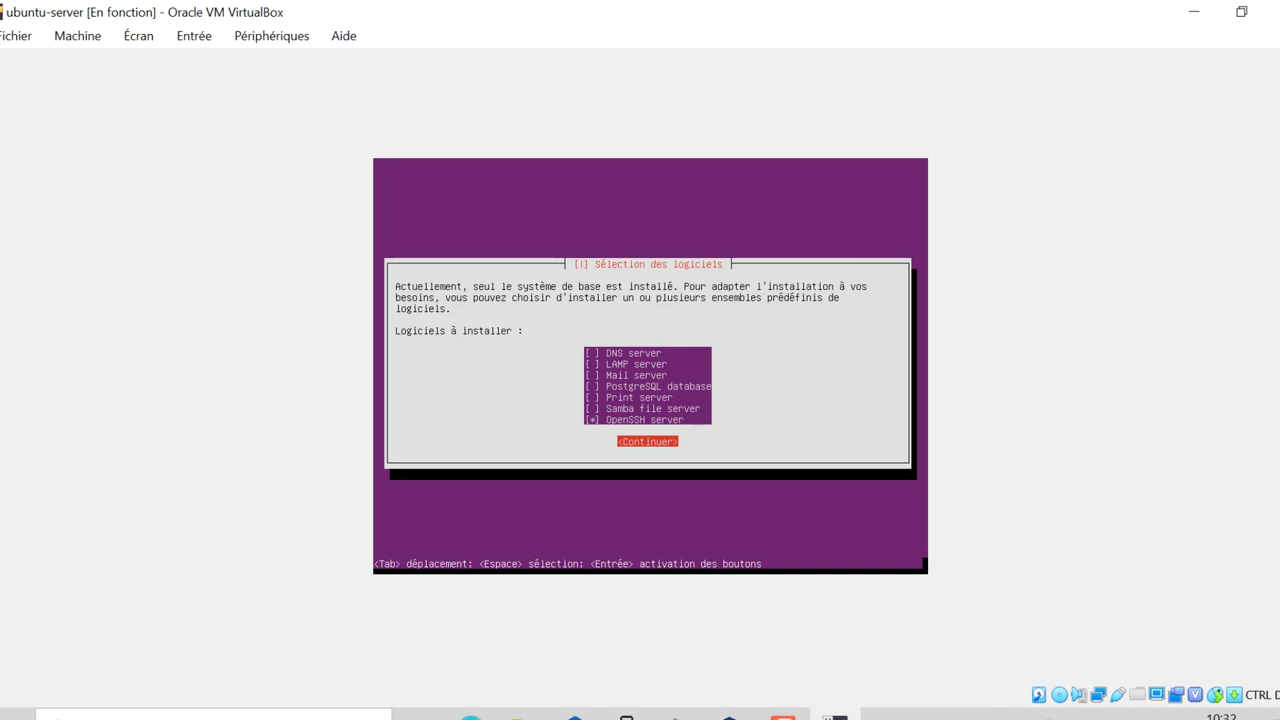 ubuntu-server [En fonction] - Oracle VM VirtualBox
Fichier Machine Écran Entrée Périphériques Aide
[!] Sélection des logiciels
Actuellement, seul le système de base est installé. Pour adapter l'installation à vos
besoins, vous pouvez choisir d'installer un ou plusieurs ensembles prédéfinis de
logiciels.
Logiciels à installer :
[ ] DNS server
[ ] LAMP server
[ ] Mail server
[ ] PostgreSQL database
[ ] Print server
[ ] Samba file server
[*] OpenSSH server
<Continuer>
<Tab> déplacement; <Espace> sélection; <Entrée> activation des boutons
CTRL D
10:32